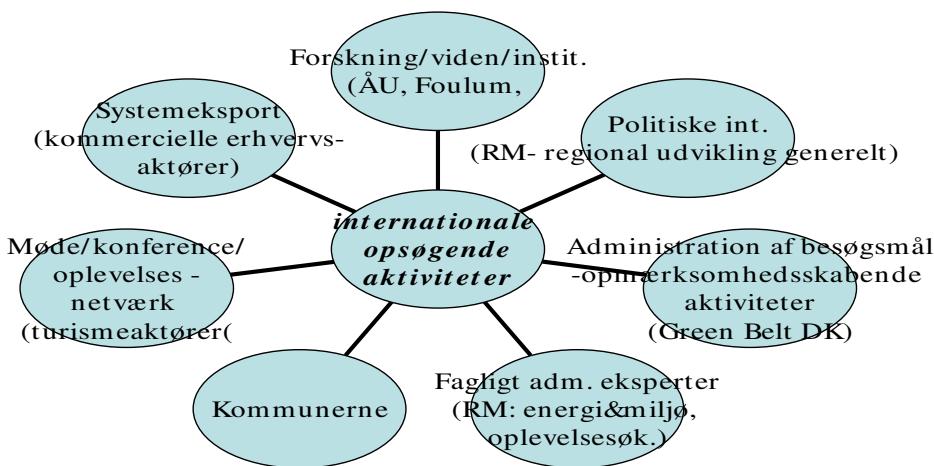 Forskning/viden/instit.
(ÅU, Foulum,
Systemeksport
(kommercielle erhvervs-
aktører)
Politiske int.
(RM- regional udvikling generelt)
internationale
opsøgende
aktiviteter
Møde/konference/
oplevelses -
netværk
(turismeaktører(
Administration af besøgsmål
-opmærksomhedsskabende
aktiviteter
(Green Belt DK)
Kommunerne
Fagligt adm. eksperter
(RM: energi&miljø,
oplevelsesøk.)